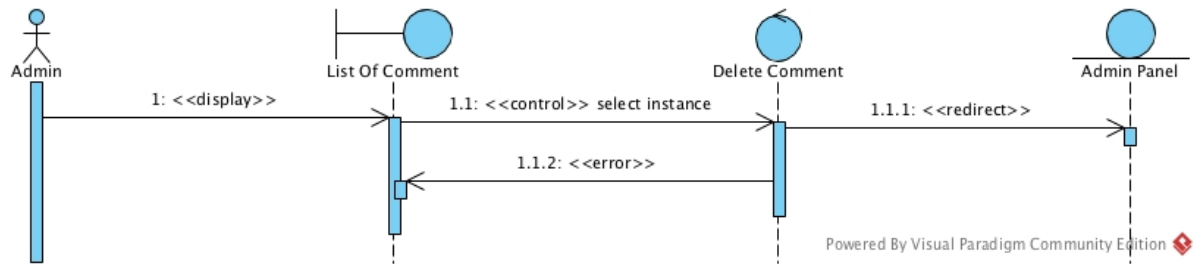 Admin
List Of Comment
Delete Comment
Admin Panel
1: <<display>>
1.1: <<control>> select instance
1.1.1: <<redirect>>
1.1.2: <<error>>
Powered By Visual Paradigm Community Edition